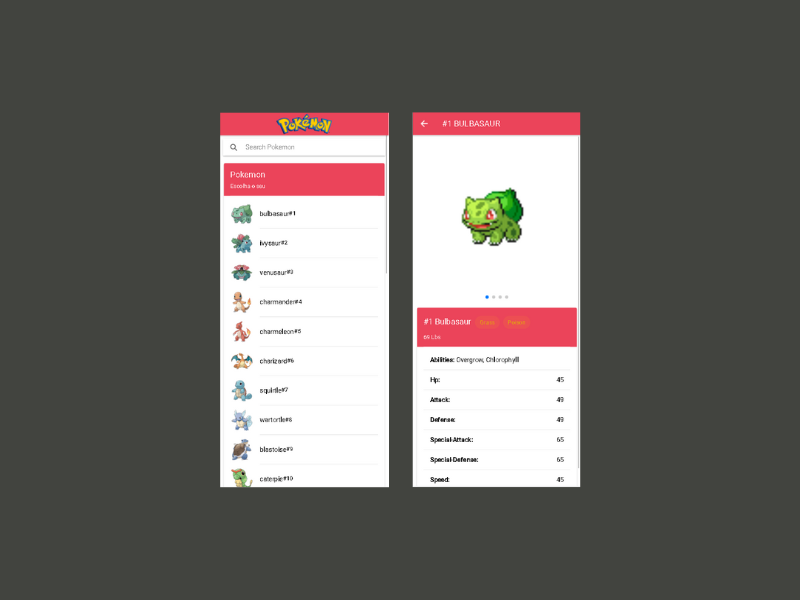 Pokémon
Search Pokemon
Pokemon
Escolha o seu
bulbasaur#1
ivysaur#2
venusaur#3
charmander#4
charmeleon#5
charizard#6
squirtle#7
wartortle#8
blastoise#9
caterpie#10
#1 BULBASAUR
#1 Bulbasaur Grass Poison
69 Lbs
Abilities: Overgrow, Chlorophyll
Hp: 45
Attack: 49
Defense: 49
Special-Attack: 65
Special-Defense: 65
Speed: 45